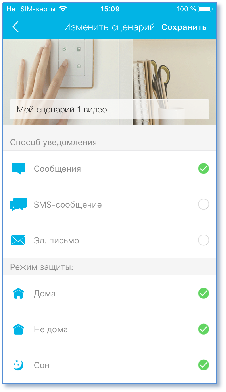 Нет SIM-карты 15:09 100 %
Изменить сценарий Сохранить
Мой сценарий 1 видео
Способ уведомления
Сообщения
SMS-сообщение
Эл. письмо
Режим защиты:
Дома
Не дома
Сон